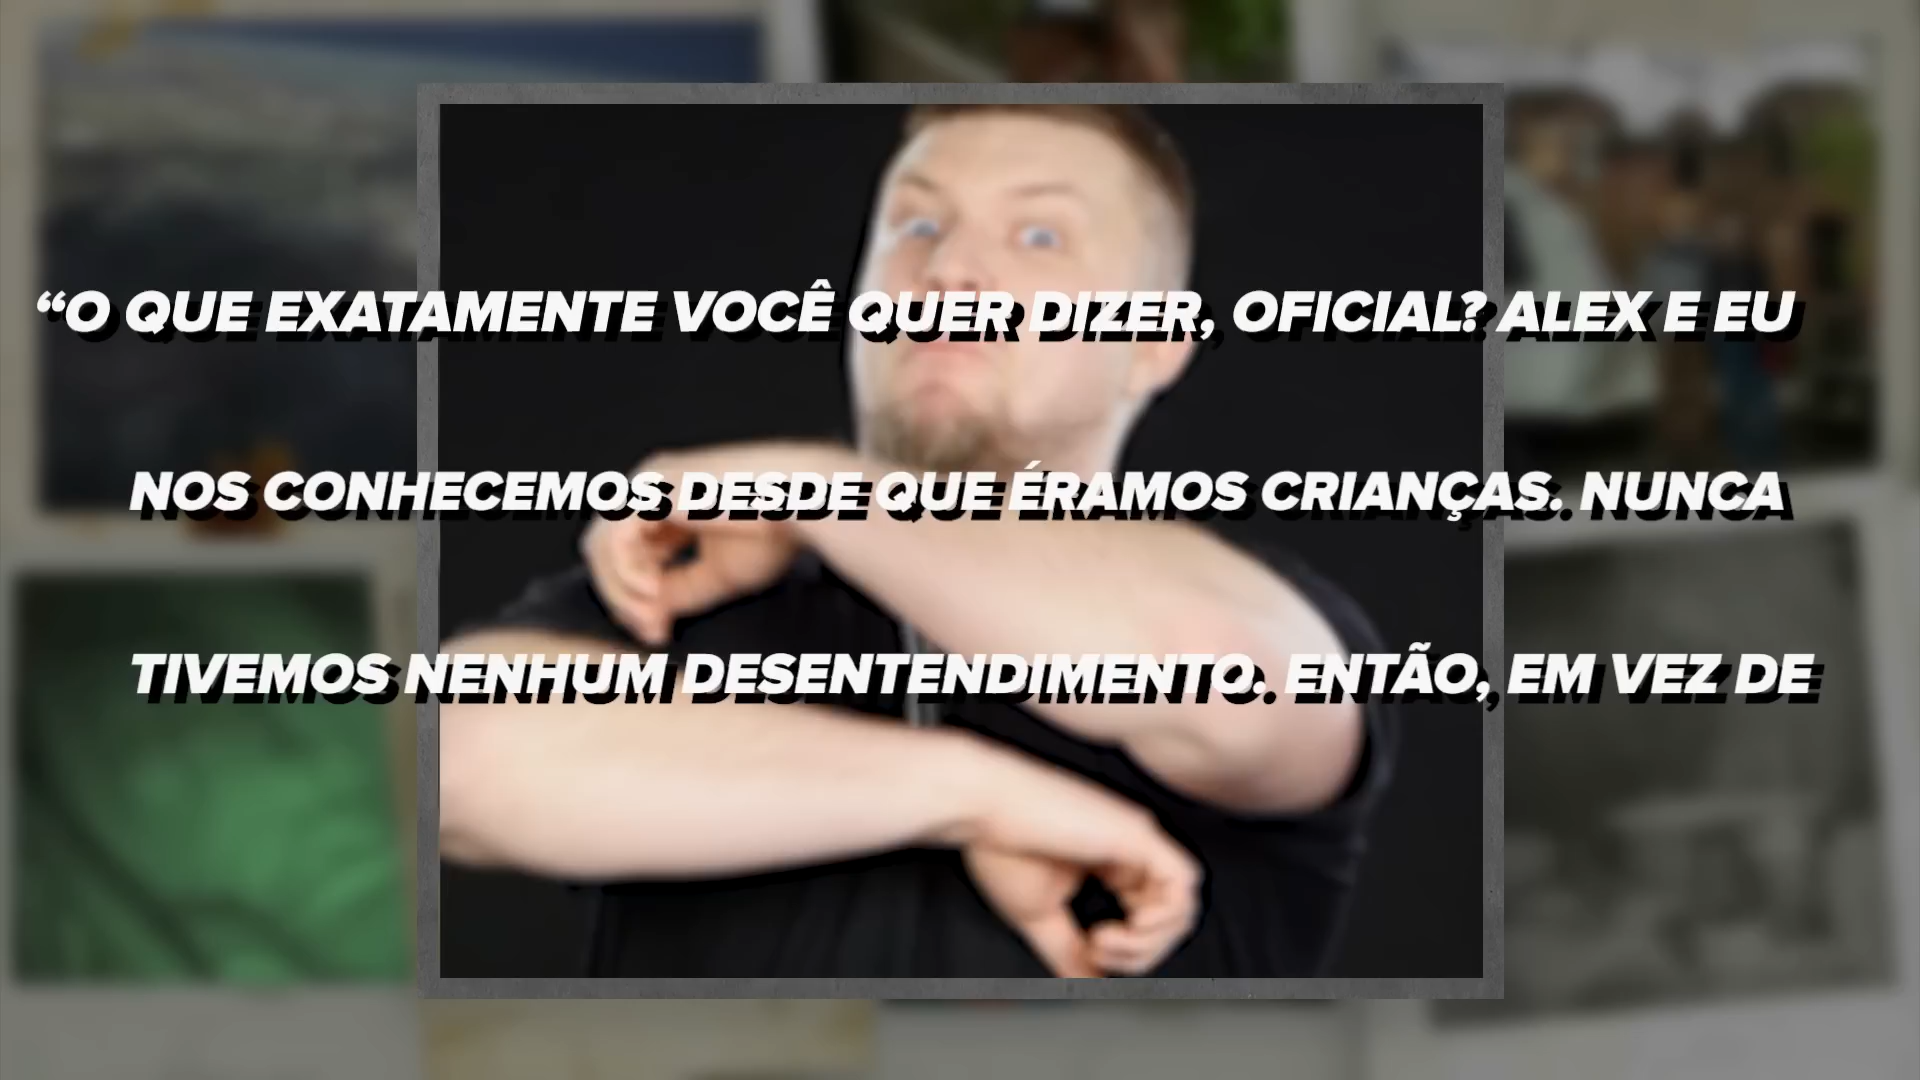 “O QUE EXATAMENTE VOCÊ QUER DIZER, OFICIAL? ALEX E EU
NOS CONHECEMOS DESDE QUE ÉRAMOS CRIANÇAS. NUNCA
TIVEMOS NENHUM DESENTENDIMENTO. ENTÃO, EM VEZ DE